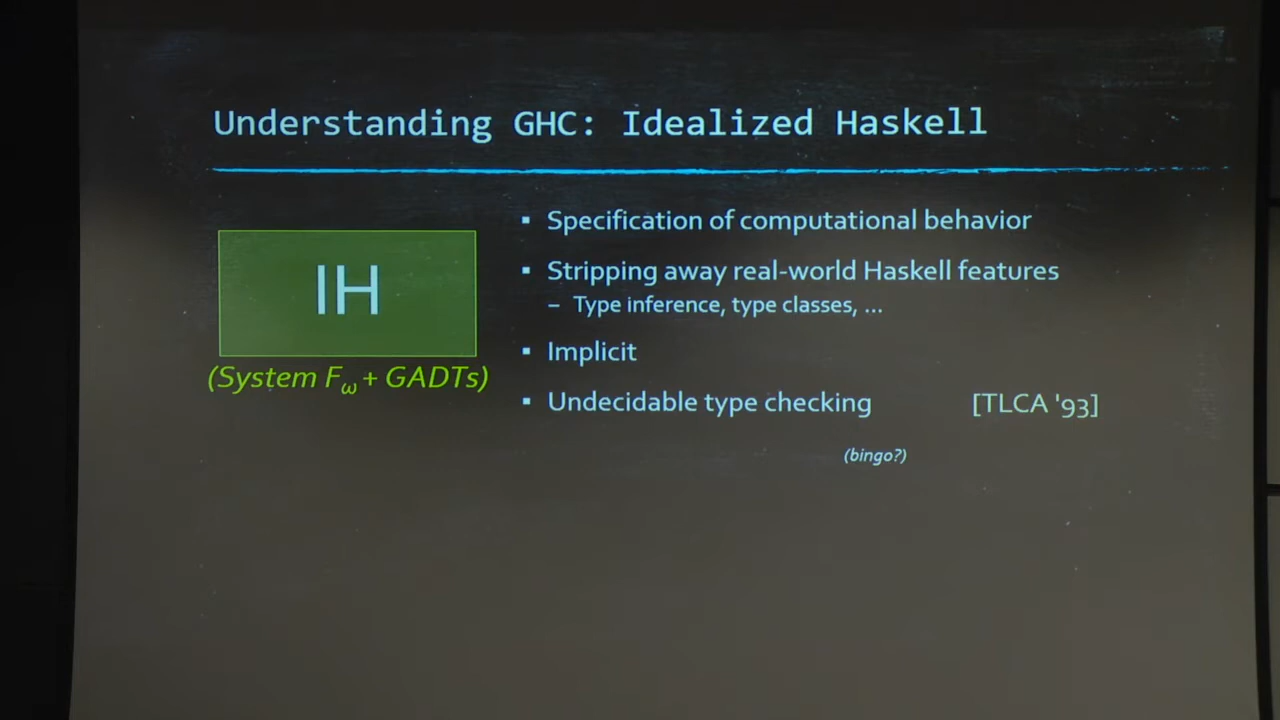 Understanding GHC: Idealized Haskell
IH
(System Fω + GADTs)
▪ Specification of computational behavior
▪ Stripping away real-world Haskell features
– Type inference, type classes, ...
▪ Implicit
▪ Undecidable type checking [TLCA '93]
(bingo?)